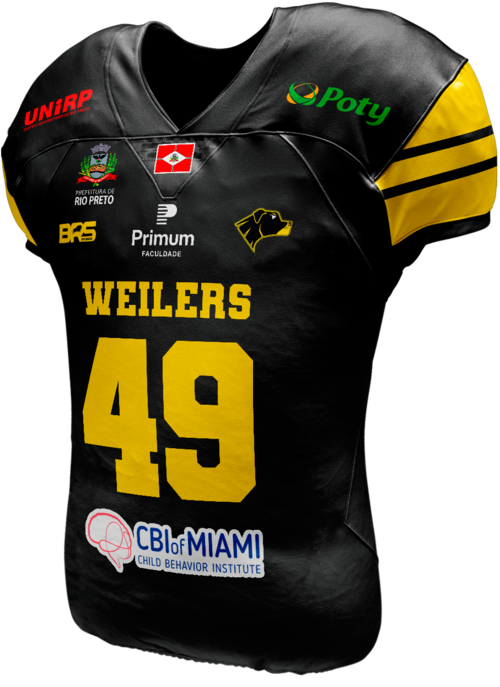 UNIRP
Poty
PREFEITURA DE
RIO PRETO
BRS
Primum
FACULDADE
WEILERS
49
CBI of MIAMI
CHILD BEHAVIOR INSTITUTE